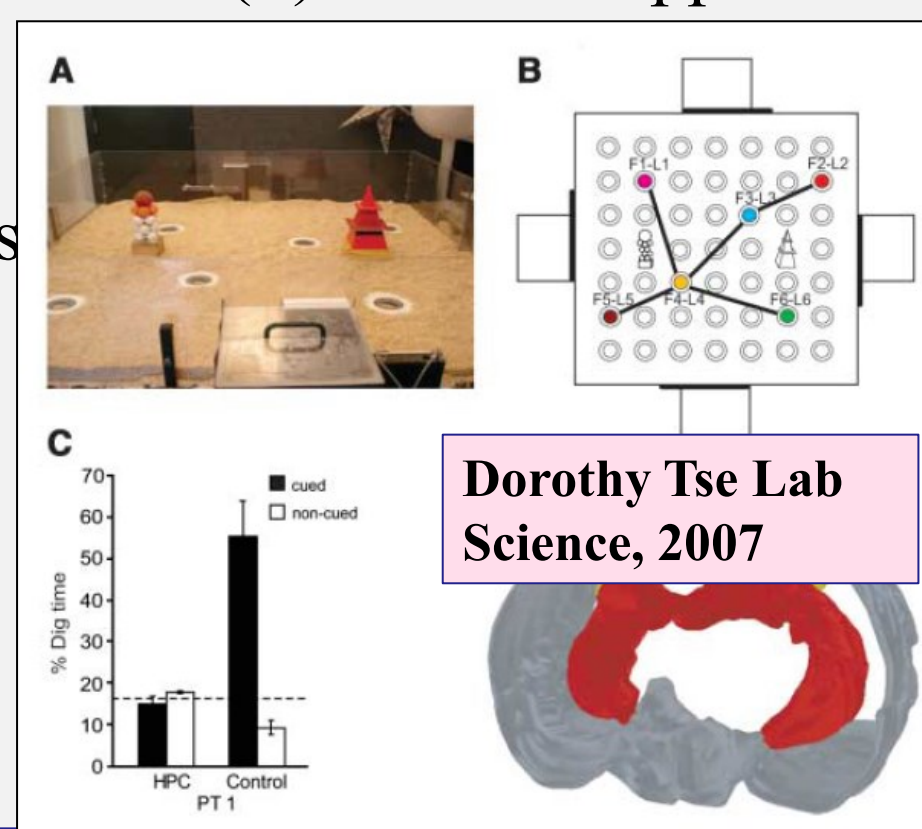 A
B
F1-L1
F2-L2
F3-L3
F5-L5
F4-L4
F6-L6
C
70
60
50
40
30
20
10
0
% Dig time
cued
non-cued
HPC
Control
PT 1
Dorothy Tse Lab
Science, 2007